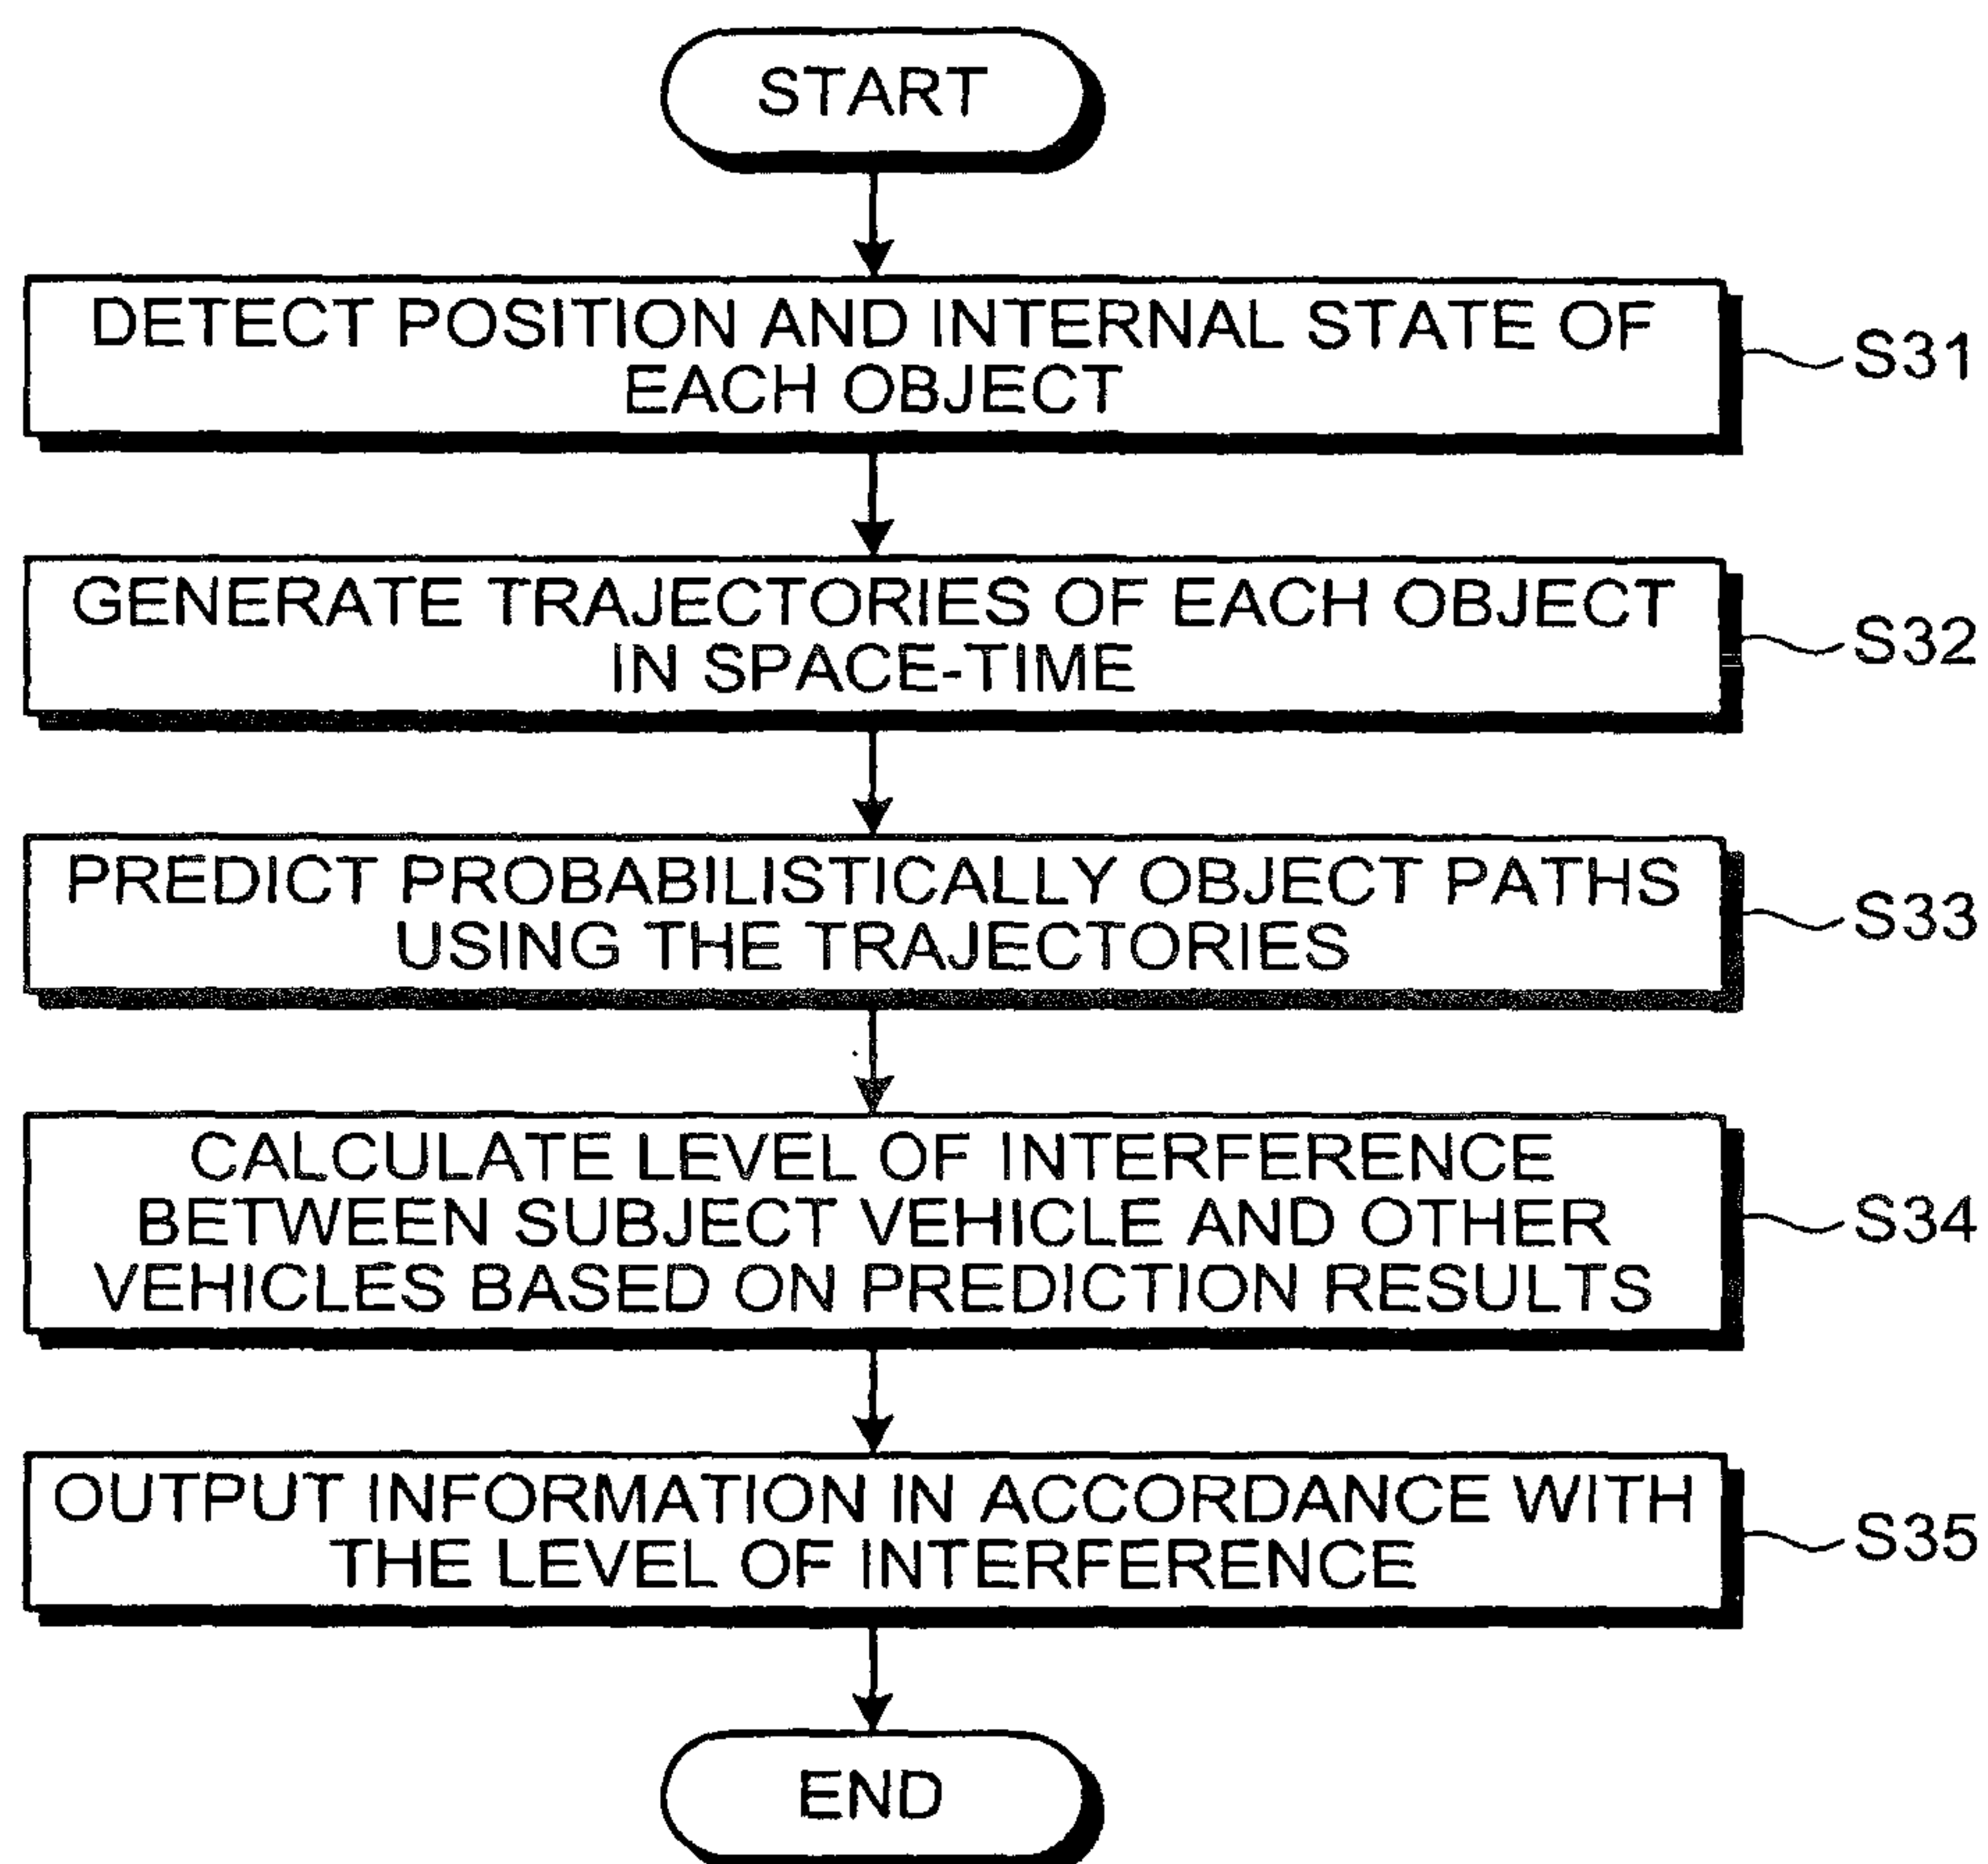 START
DETECT POSITION AND INTERNAL STATE OF
EACH OBJECT
S31
GENERATE TRAJECTORIES OF EACH OBJECT
IN SPACE-TIME
S32
PREDICT PROBABILISTICALLY OBJECT PATHS
USING THE TRAJECTORIES
S33
CALCULATE LEVEL OF INTERFERENCE
BETWEEN SUBJECT VEHICLE AND OTHER
VEHICLES BASED ON PREDICTION RESULTS
S34
OUTPUT INFORMATION IN ACCORDANCE WITH
THE LEVEL OF INTERFERENCE
S35
END